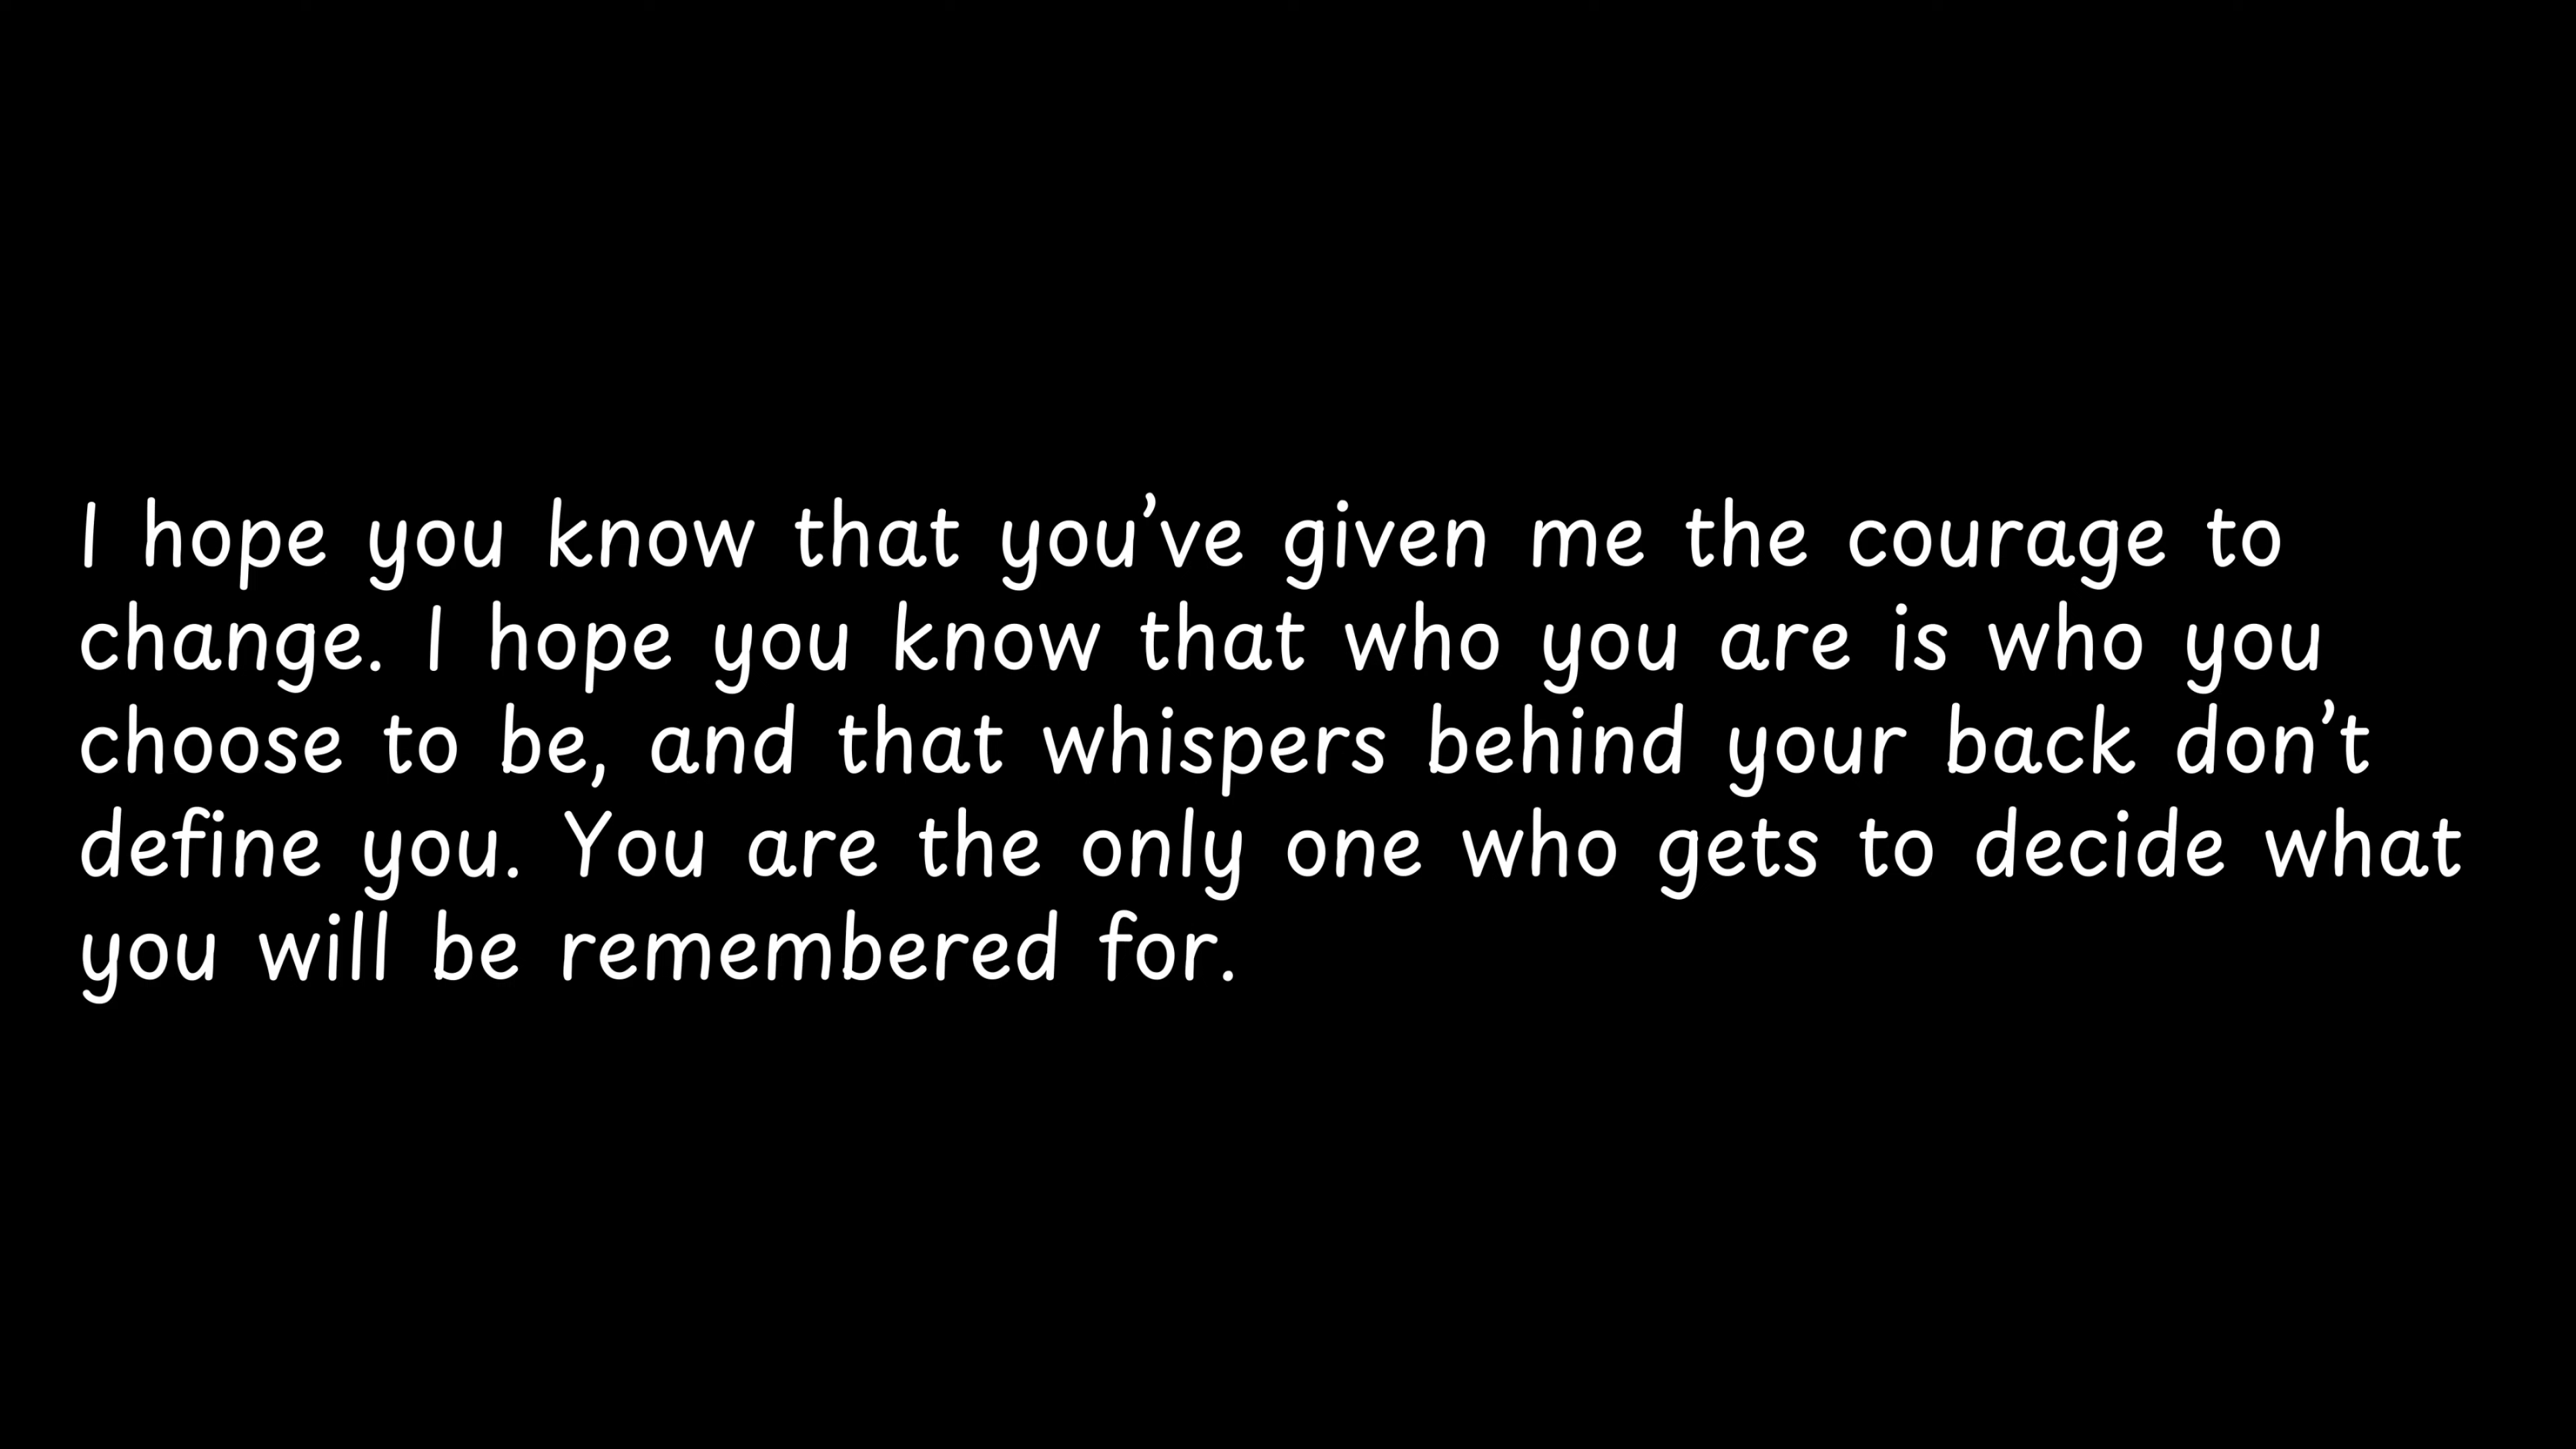 I hope you know that you’ve given me the courage to
change. I hope you know that who you are is who you
choose to be, and that whispers behind your back don’t
define you. You are the only one who gets to decide what
you will be remembered for.